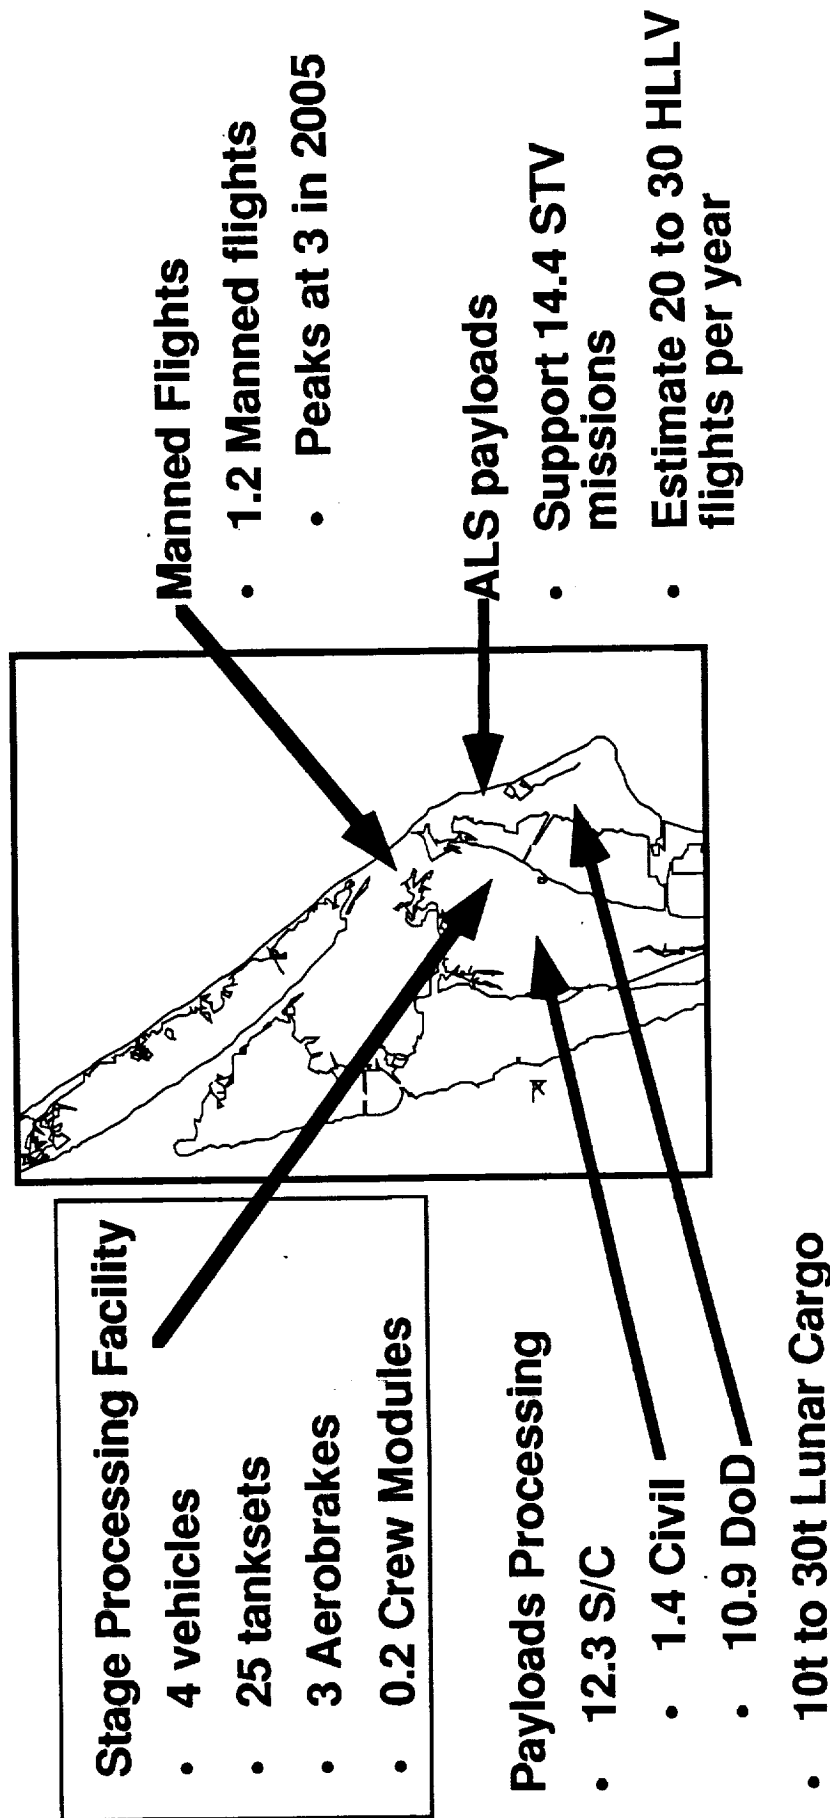 Stage Processing Facility
• 4 vehicles
• 25 tanksets
• 3 Aerobrakes
• 0.2 Crew Modules
Payloads Processing
• 12.3 S/C
• 1.4 Civil
• 10.9 DoD
• 10t to 30t Lunar Cargo
Manned Flights
• 1.2 Manned flights
• Peaks at 3 in 2005
ALS payloads
• Support 14.4 STV
missions
• Estimate 20 to 30 HLLV
flights per year